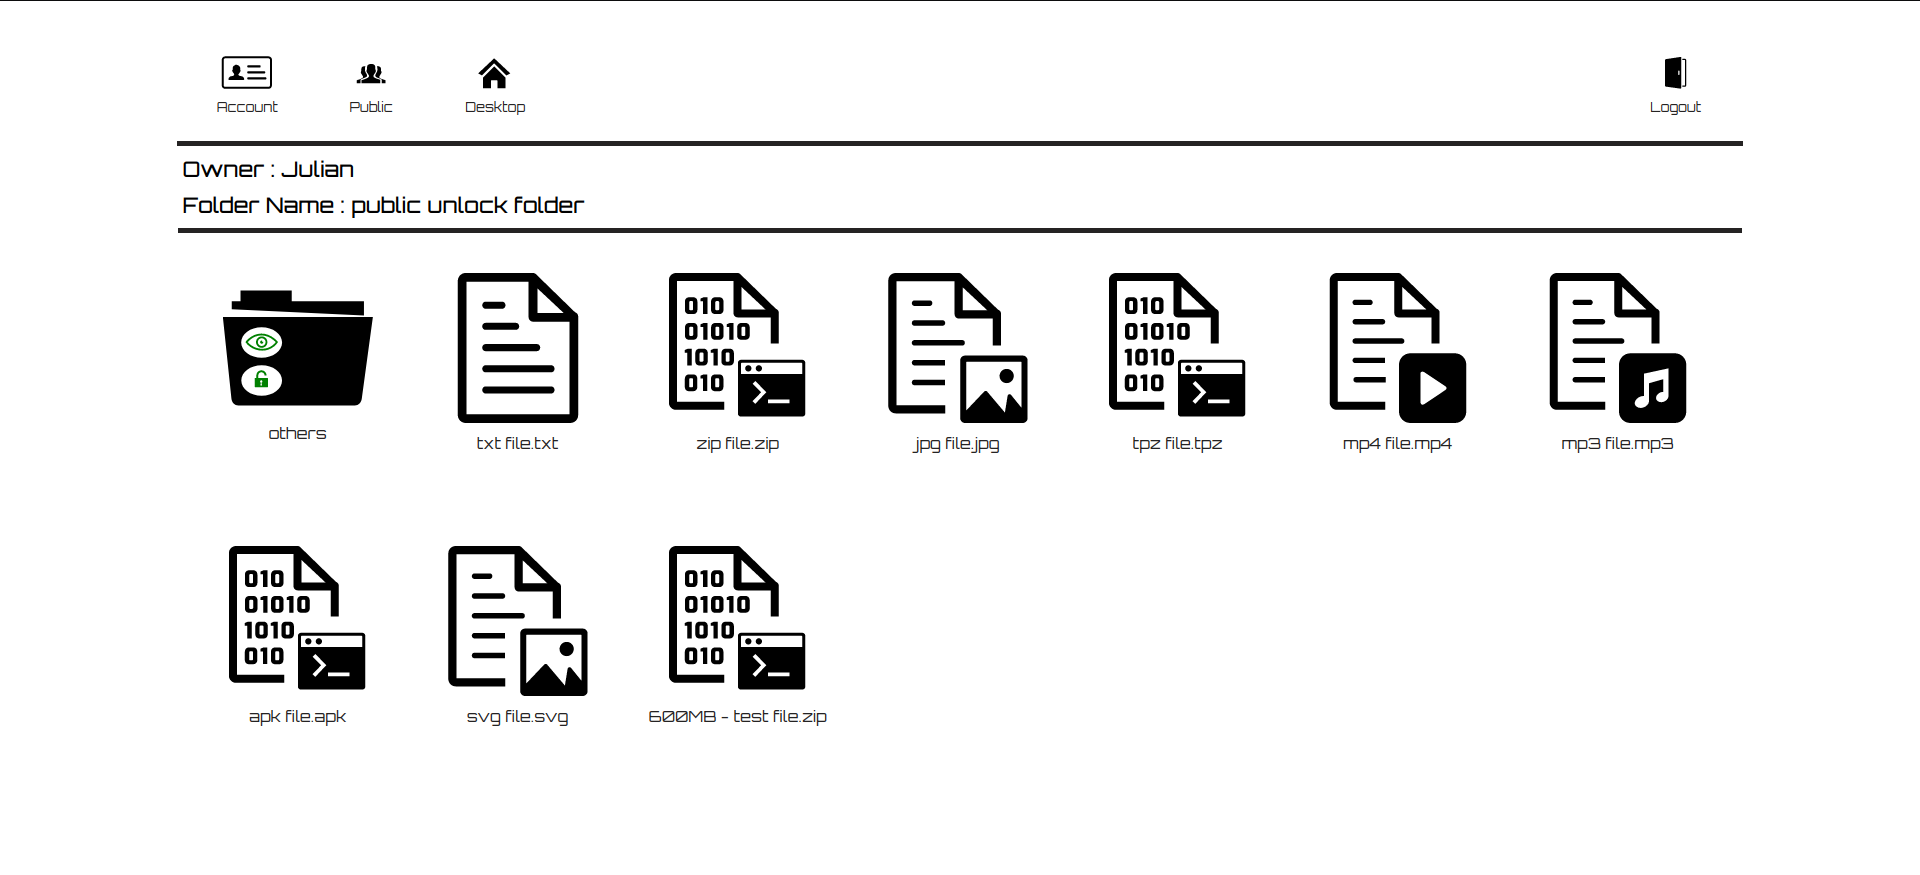 Account
Public
Desktop
Logout
Owner : Julian
Folder Name : public unlock folder
010
01010
1010
010
010
01010
1010
010
others
txt file.txt
zip file.zip
jpg file.jpg
tpz file.tpz
mp4 file.mp4
mp3 file.mp3
010
01010
1010
010
010
01010
1010
010
apk file.apk
svg file.svg
600MB - test file.zip